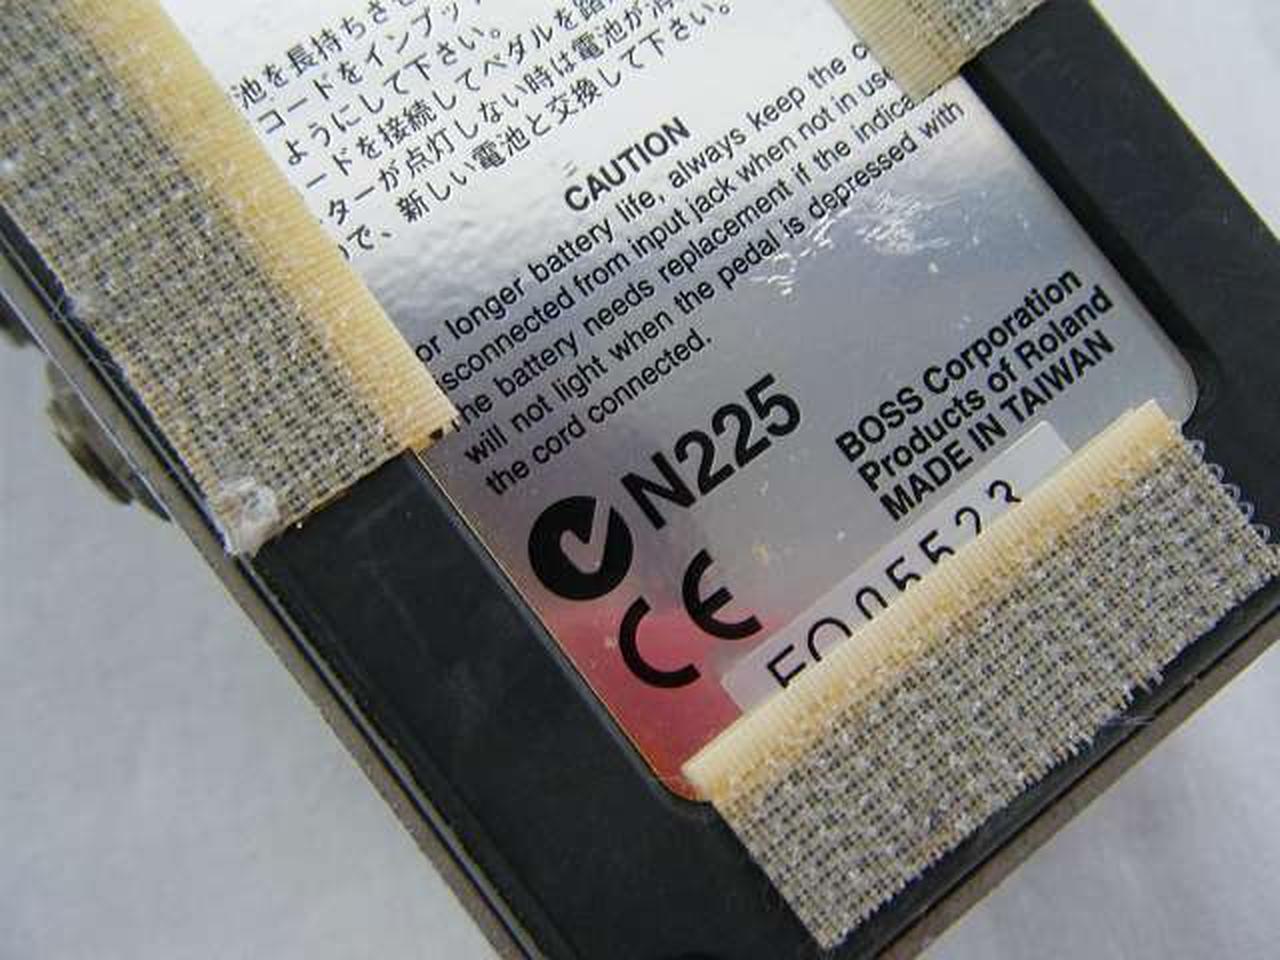 池を長持ちさせ
コードをインプッ
ようにして下さい。
ードを接続してペダルを踏
ターが点灯しない時は電池が消
で、新しい電池と交換して下さい。
CAUTION
or longer battery life, always keep the c
isconnected from input jack when not in use
he battery needs replacement if the indica
will not light when the pedal is depressed with
the cord connected.
N225
CE
BOSS Corporation
Products of Roland
MADE IN TAIWAN